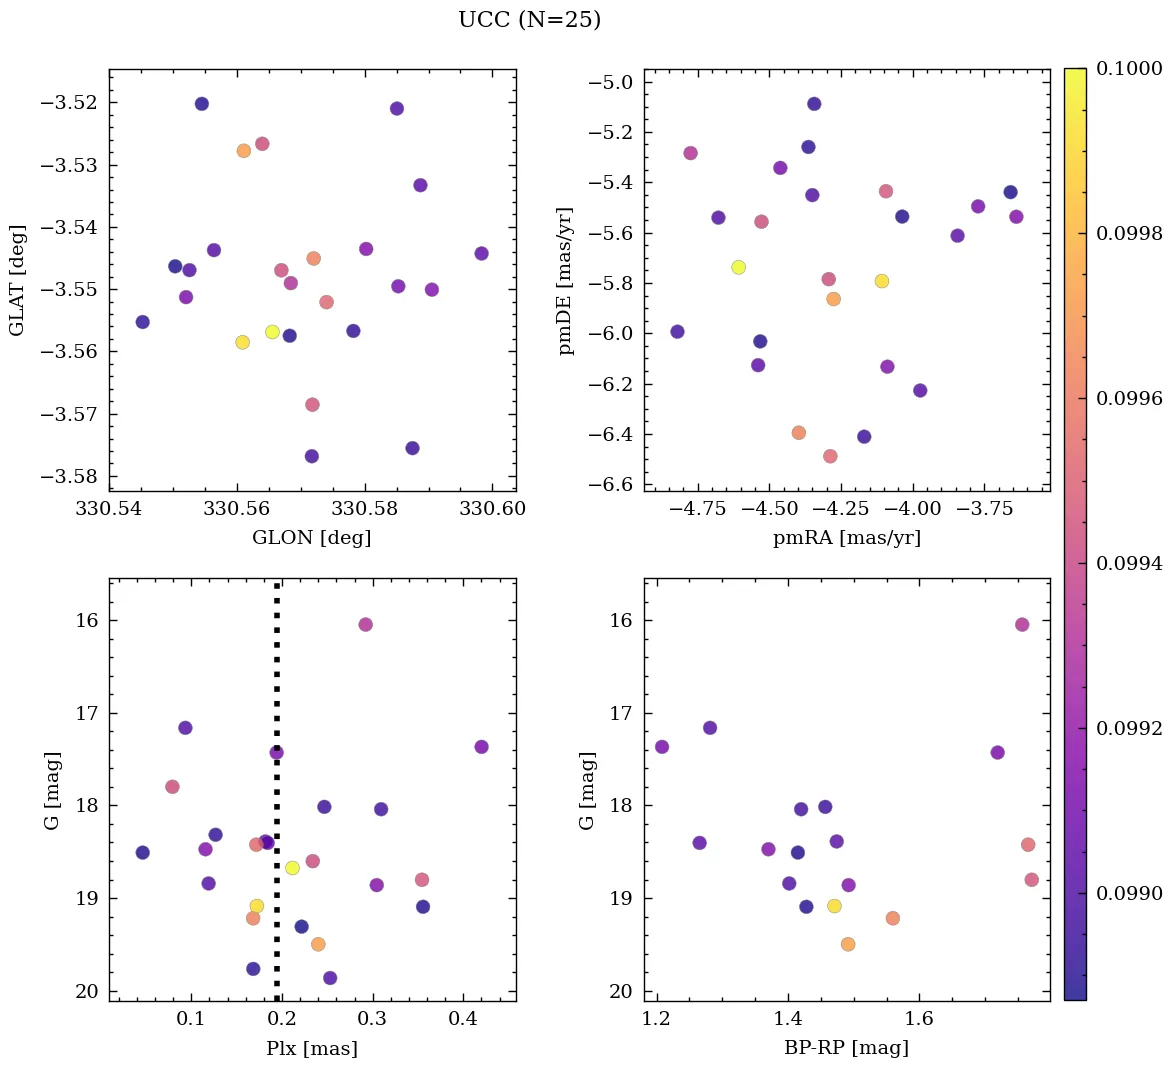 UCC (N=25)
−3.52
−3.53
−3.54
−3.55
−3.56
−3.57
−3.58
GLAT [deg]
330.54 330.56 330.58 330.60
GLON [deg]
−5.0
−5.2
−5.4
−5.6
−5.8
−6.0
−6.2
−6.4
−6.6
pmDE [mas/yr]
−4.75 −4.50 −4.25 −4.00 −3.75
pmRA [mas/yr]
0.1000
0.0998
0.0996
0.0994
0.0992
0.0990
16
17
18
19
20
G [mag]
0.1 0.2 0.3 0.4
Plx [mas]
16
17
18
19
20
G [mag]
1.2 1.4 1.6
BP-RP [mag]